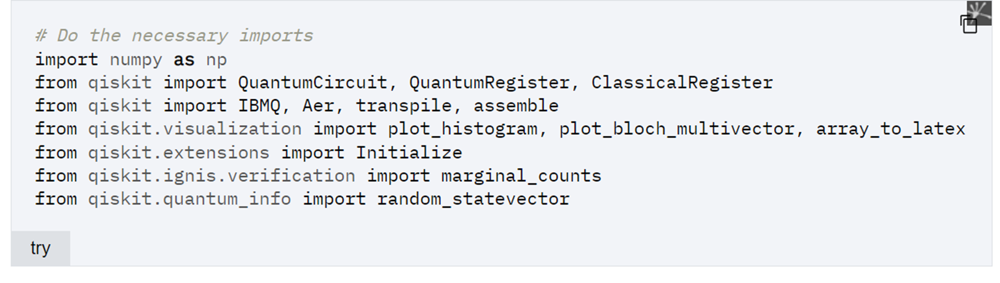 # Do the necessary imports
import numpy as np
from qiskit import QuantumCircuit, QuantumRegister, ClassicalRegister
from qiskit import IBMQ, Aer, transpile, assemble
from qiskit.visualization import plot_histogram, plot_bloch_multivector, array_to_latex
from qiskit.extensions import Initialize
from qiskit.ignis.verification import marginal_counts
from qiskit.quantum_info import random_statevector
try